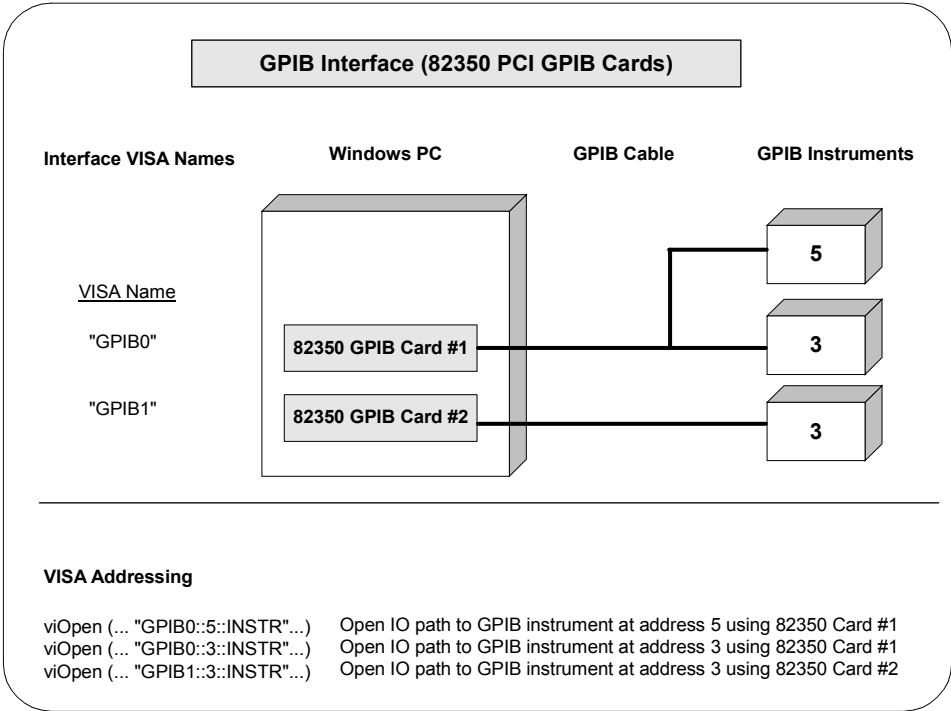 GPIB Interface (82350 PCI GPIB Cards)
Interface VISA Names
Windows PC
GPIB Cable
GPIB Instruments
5
VISA Name
"GPIB0"
82350 GPIB Card #1
3
"GPIB1"
82350 GPIB Card #2
3
VISA Addressing
viOpen (... "GPIB0::5::INSTR"...) Open IO path to GPIB instrument at address 5 using 82350 Card #1
viOpen (... "GPIB0::3::INSTR"...) Open IO path to GPIB instrument at address 3 using 82350 Card #1
viOpen (... "GPIB1::3::INSTR"...) Open IO path to GPIB instrument at address 3 using 82350 Card #2